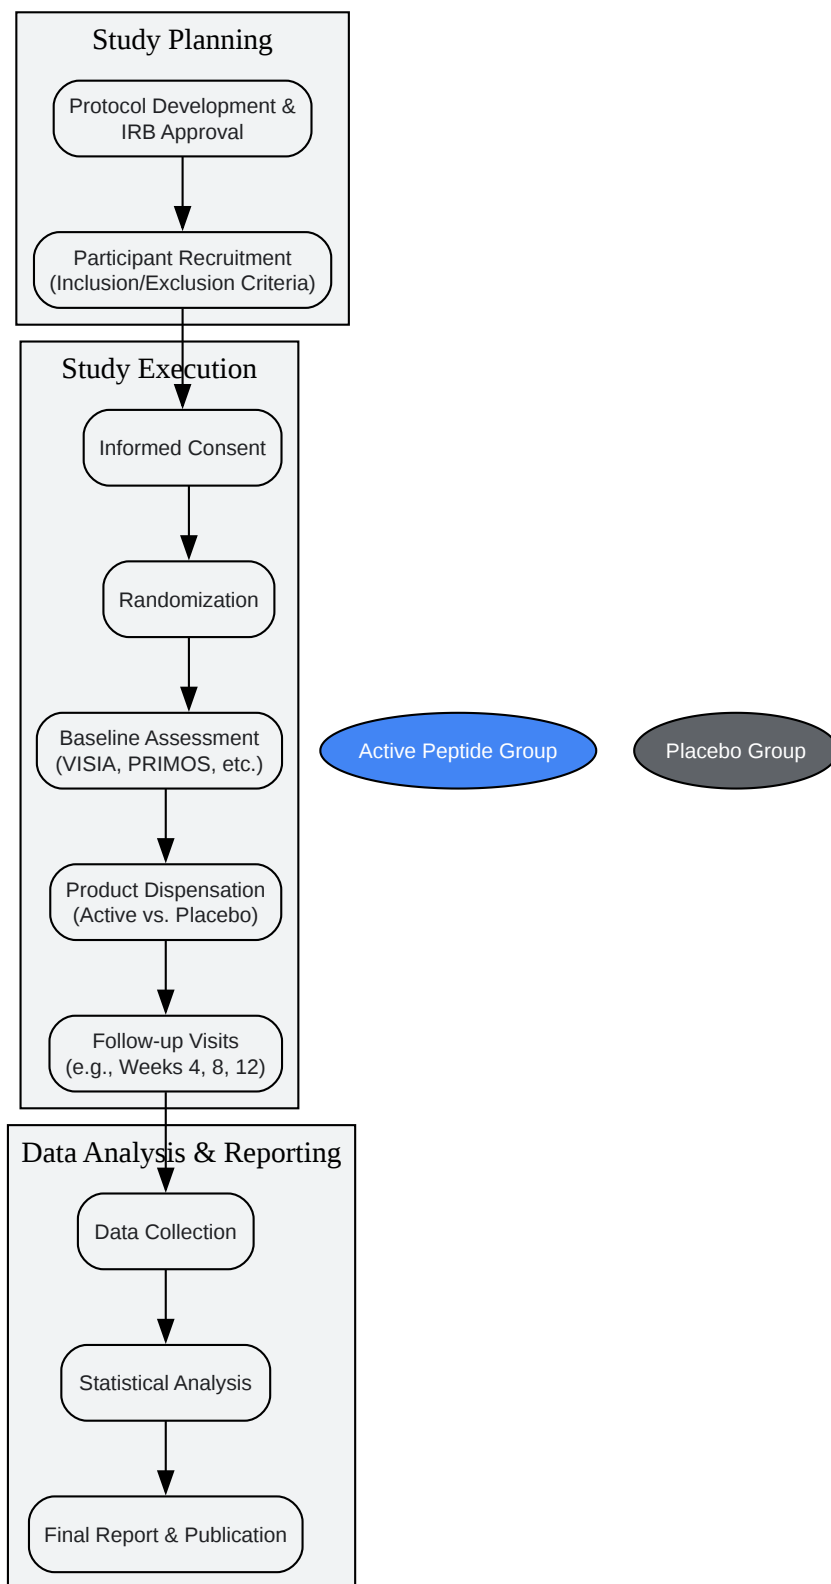 Study Planning
Protocol Development &
IRB Approval
Participant Recruitment
(Inclusion/Exclusion Criteria)
Study Execution
Informed Consent
Randomization
Baseline Assessment
(VISIA, PRIMOS, etc.)
Active Peptide Group
Placebo Group
Product Dispensation
(Active vs. Placebo)
Follow-up Visits
(e.g., Weeks 4, 8, 12)
Data Analysis & Reporting
Data Collection
Statistical Analysis
Final Report & Publication